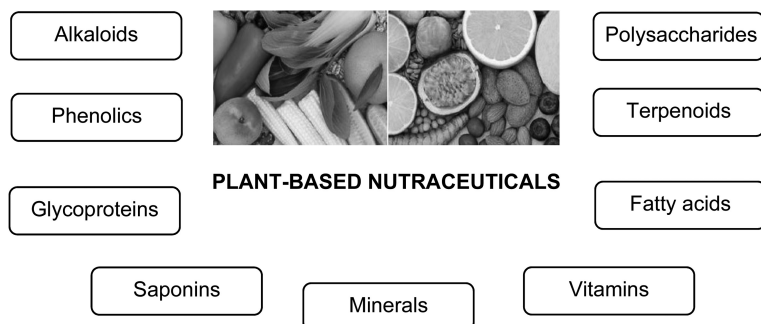 Alkaloids
Polysaccharides
Phenolics
Terpenoids
PLANT-BASED NUTRACEUTICALS
Glycoproteins
Fatty acids
Saponins
Minerals
Vitamins